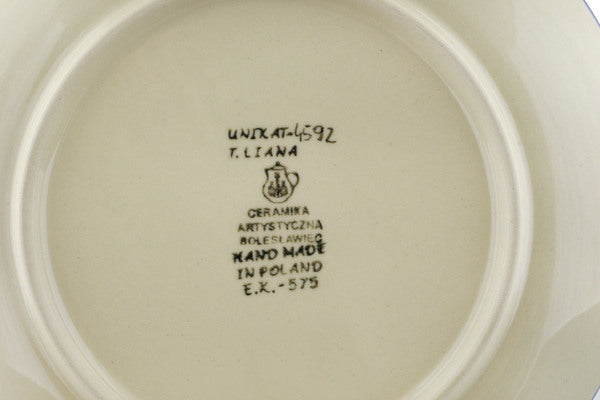 UNIKAT-4592
T.LIANA
CERAMIKA
ARTYSTYCZNA
BOLESŁAWIEC
HAND MADE
IN POLAND
E.K.-575